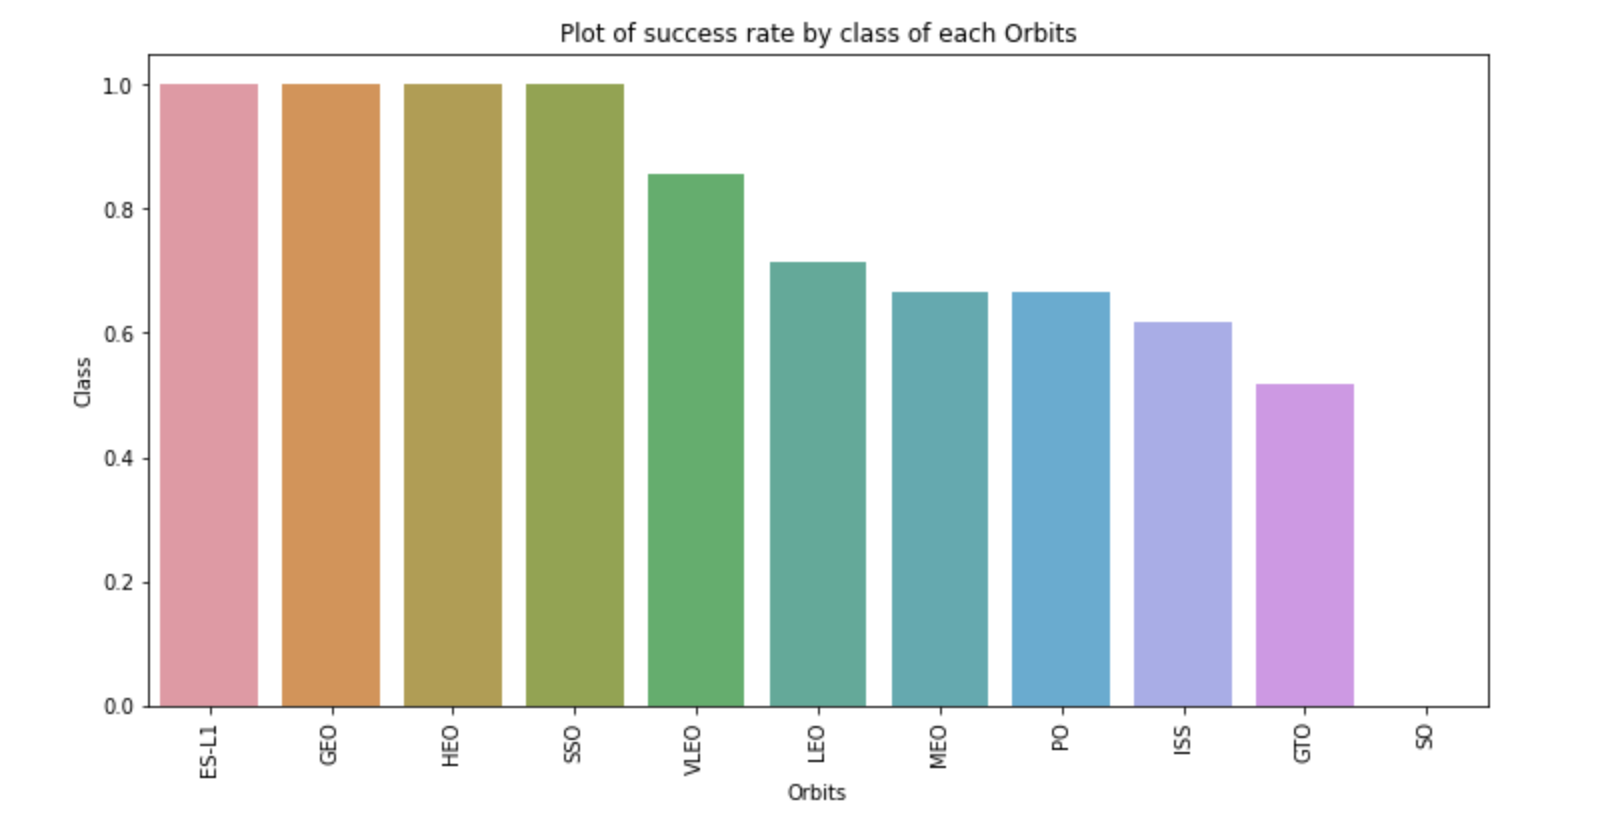 Plot of success rate by class of each Orbits
1.0
0.8
0.6
0.4
0.2
0.0
Class
ES-L1
GEO
HEO
SSO
VLEO
LEO
MEO
PO
ISS
GTO
SO
Orbits